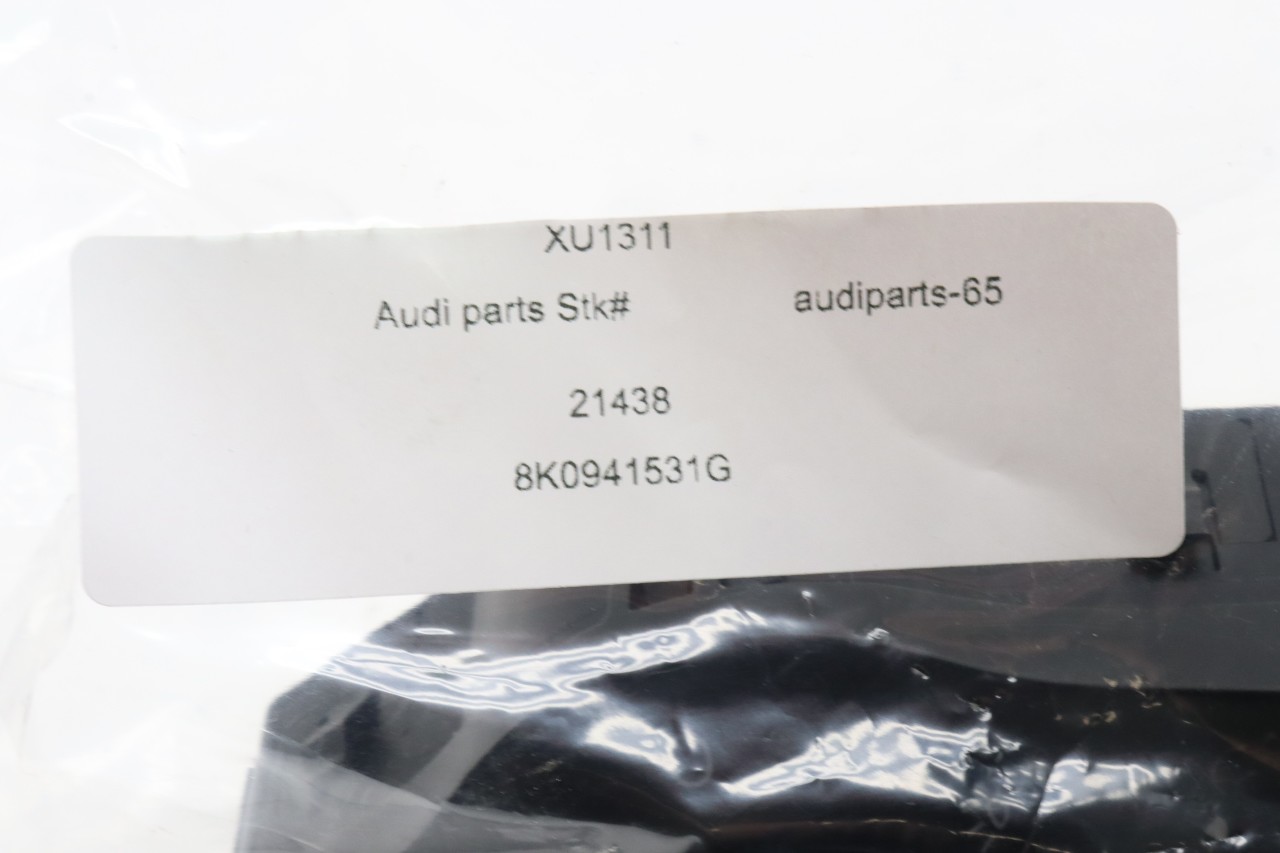 XU1311
Audi parts Stk# audiparts-65
21438
8K0941531G